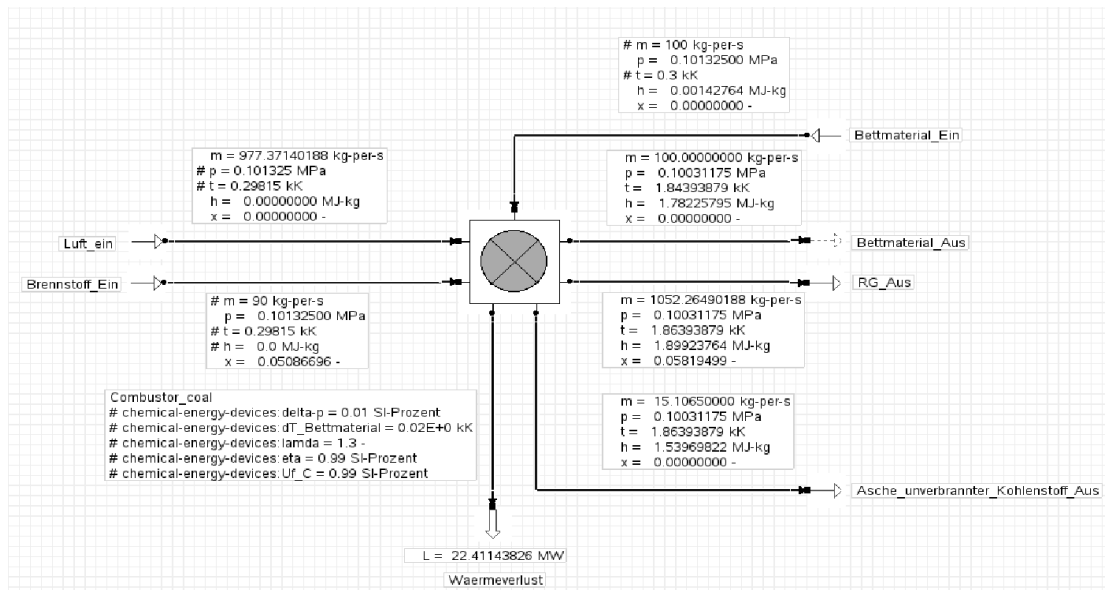 # m = 100 kg-per-s
p = 0.10132500 MPa
# t = 0.3 kK
h = 0.00142764 MJ-kg
x = 0.00000000 -
Bettmaterial_Ein
m = 977.37140188 kg-per-s
# p = 0.101325 MPa
# t = 0.29815 kK
h = 0.00000000 MJ-kg
x = 0.00000000 -
m = 100.00000000 kg-per-s
p = 0.10031175 MPa
t = 1.84393879 kK
h = 1.78225795 MJ-kg
x = 0.00000000 -
Luft_ein
Bettmaterial_Aus
Brennstoff_Ein
RG_Aus
# m = 90 kg-per-s
p = 0.10132500 MPa
# t = 0.29815 kK
# h = 0.0 MJ-kg
x = 0.05086696 -
m = 1052.26490188 kg-per-s
p = 0.10031175 MPa
t = 1.86393879 kK
h = 1.89923764 MJ-kg
x = 0.05819499 -
Combustor_coal
# chemical-energy-devices:delta-p = 0.01 SI-Prozent
# chemical-energy-devices:dT_Bettmaterial = 0.02E+0 kK
# chemical-energy-devices:lamda = 1.3 -
# chemical-energy-devices:eta = 0.99 SI-Prozent
# chemical-energy-devices:Uf_C = 0.99 SI-Prozent
m = 15.10650000 kg-per-s
p = 0.10031175 MPa
t = 1.86393879 kK
h = 1.53969822 MJ-kg
x = 0.00000000 -
Asche_unverbrannter_Kohlenstoff_Aus
L = 22.41143826 MW
Waermeverlust